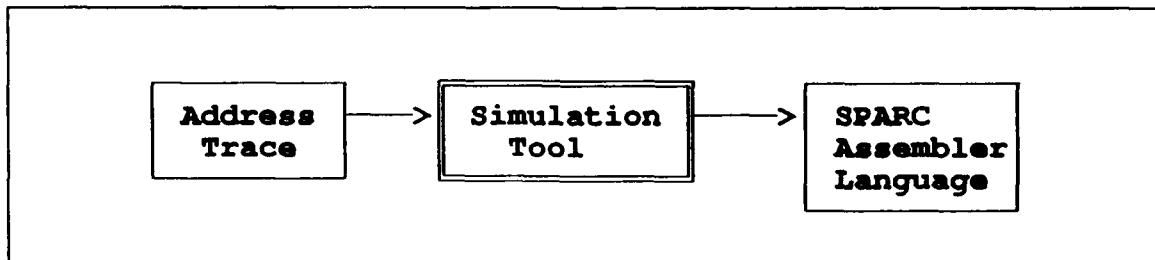 Address
Trace
Simulation
Tool
SPARC
Assembler
Language